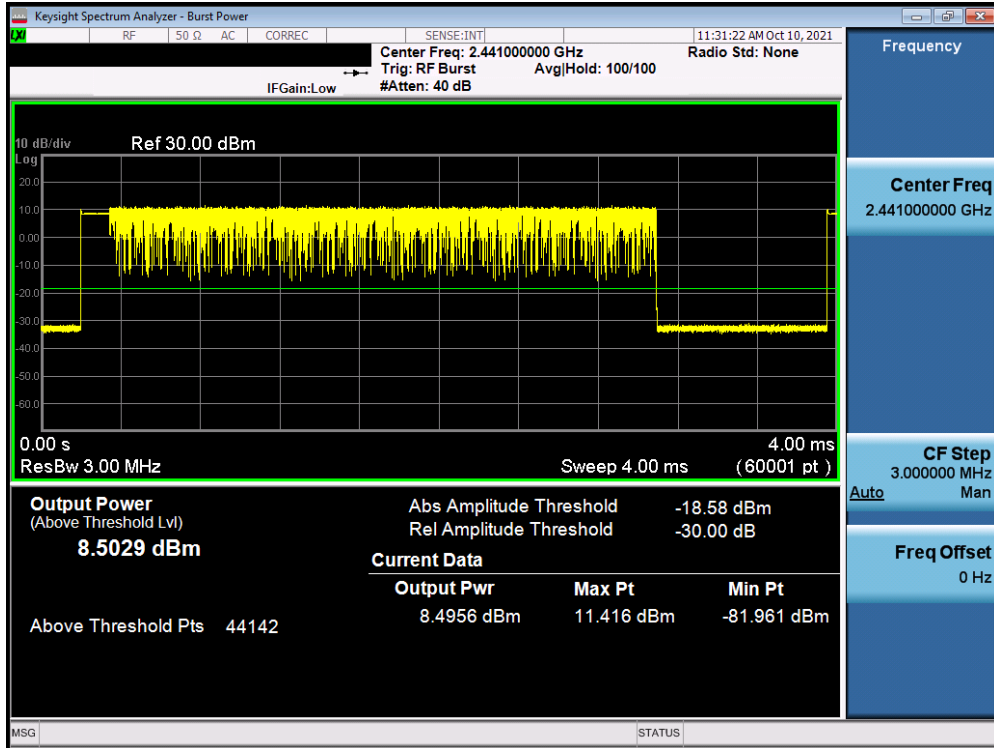 Keysight Spectrum Analyzer - Burst Power
LXI RF 50 Ω AC CORREC SENSE:INT 11:31:22 AM Oct 10, 2021
Center Freq: 2.441000000 GHz Radio Std: None
Trig: RF Burst Avg|Hold: 100/100
IFGain:Low #Atten: 40 dB
10 dB/div Ref 30.00 dBm
Log
20.0
10.0
0.00
-10.0
-20.0
-30.0
-40.0
-50.0
-60.0
0.00 s 4.00 ms
ResBw 3.00 MHz Sweep 4.00 ms (60001 pt)
Output Power
(Above Threshold Lvl)
8.5029 dBm
Above Threshold Pts 44142
Abs Amplitude Threshold -18.58 dBm
Rel Amplitude Threshold -30.00 dB
Current Data
Output Pwr Max Pt Min Pt
8.4956 dBm 11.416 dBm -81.961 dBm
Frequency
Center Freq
2.441000000 GHz
CF Step
3.000000 MHz
Auto Man
Freq Offset
0 Hz
MSG STATUS